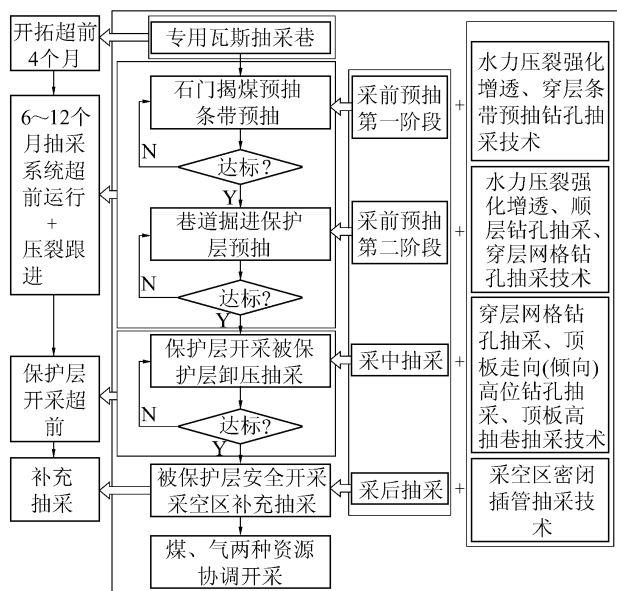 开拓超前
4个月
6～12个
月抽采
系统超
前运行
+
压裂跟
进
保护层
开采超
前
补充
抽采
专用瓦斯抽采巷
石门揭煤预抽
条带预抽
N
达标?
Y
巷道掘进保护
层预抽
N
达标?
Y
保护层开采被保
护层卸压抽采
N
达标?
Y
被保护层安全开采
采空区补充抽采
煤、气两种资源
协调开采
采前预抽
第一阶段
+
采前预抽
第二阶段
+
采中抽采
+
采后抽采
+
水力压裂强化
增透、穿层条
带预抽钻孔抽
采技术
水力压裂强
化增透、顺
层钻孔抽采、
穿层网格钻
孔抽采技术
穿层网格钻
孔抽采、顶
板走向(倾向)
高位钻孔抽
采、顶板高
抽巷抽采技术
采空区密闭
插管抽采技
术